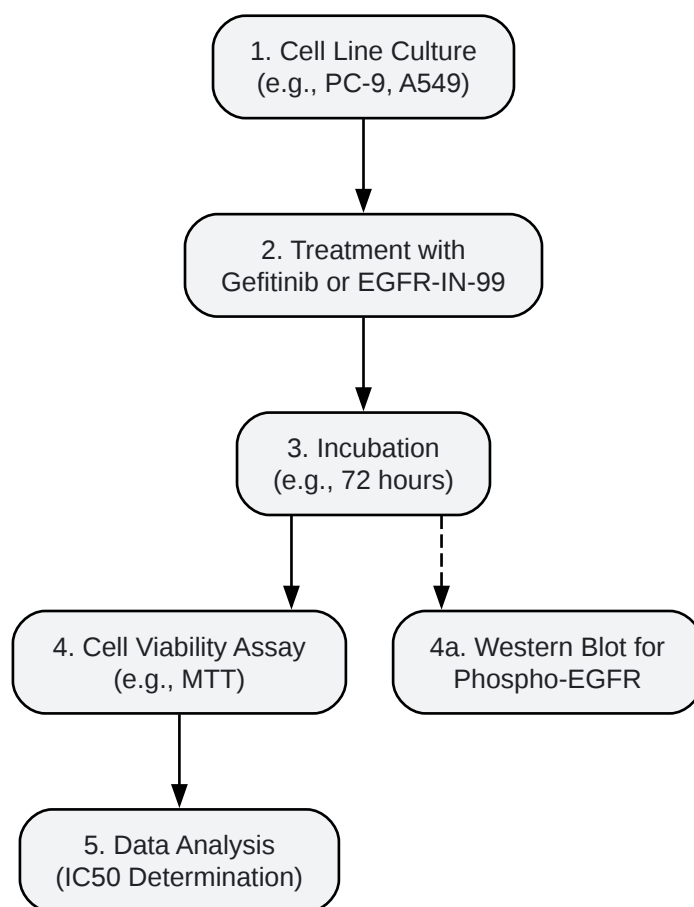 1. Cell Line Culture
(e.g., PC-9, A549)
2. Treatment with
Gefitinib or EGFR-IN-99
3. Incubation
(e.g., 72 hours)
4. Cell Viability Assay
(e.g., MTT)
4a. Western Blot for
Phospho-EGFR
5. Data Analysis
(IC50 Determination)